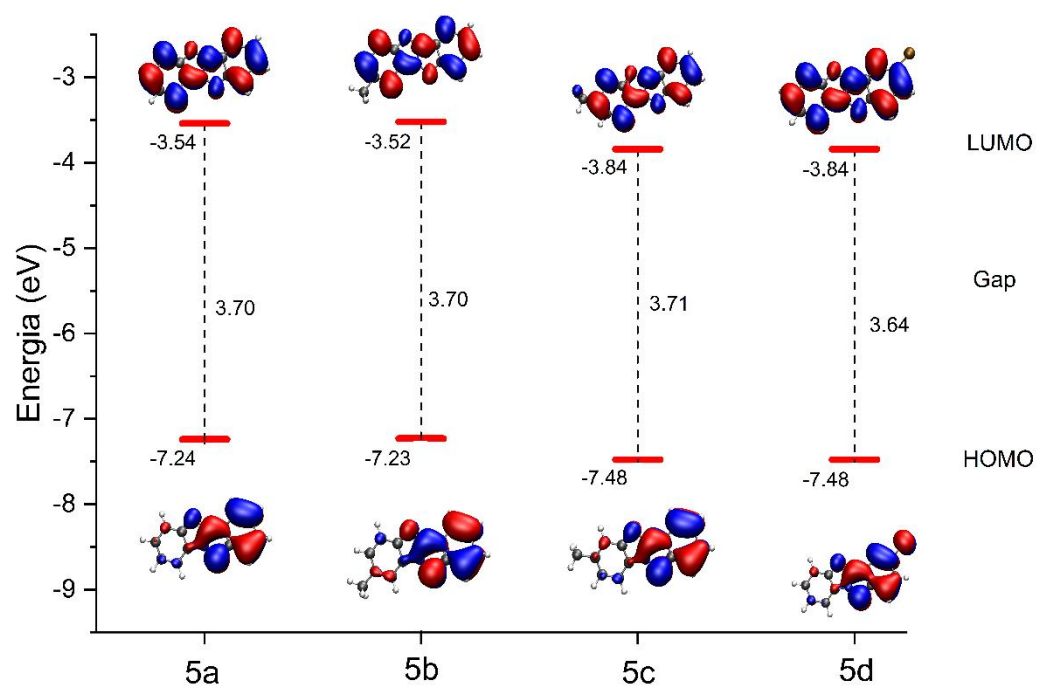 -3
-3.54
-3.52
-3.84
-3.84
LUMO
-4
-5
Energia (eV)
3.70
3.70
3.71
3.64
Gap
-6
-7
-7.24
-7.23
-7.48
-7.48
HOMO
-8
-9
5a
5b
5c
5d